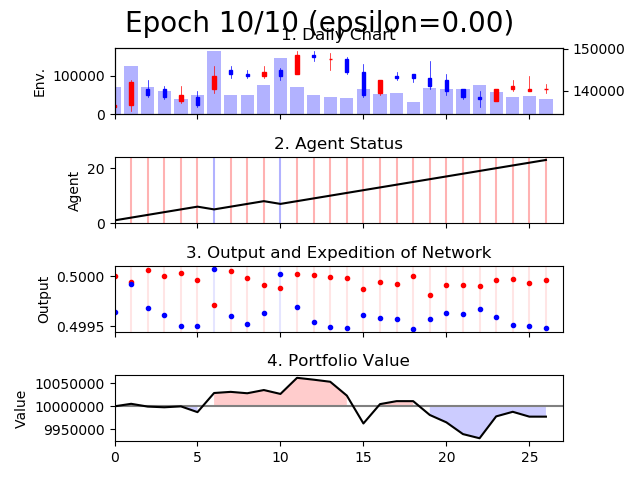 Epoch 10/10 (epsilon=0.00)
1. Daily Chart
Env.
100000
0
150000
140000
2. Agent Status
Agent
20
0
3. Output and Expedition of Network
Output
0.5000
0.4995
4. Portfolio Value
Value
10050000
10000000
9950000
0 5 10 15 20 25